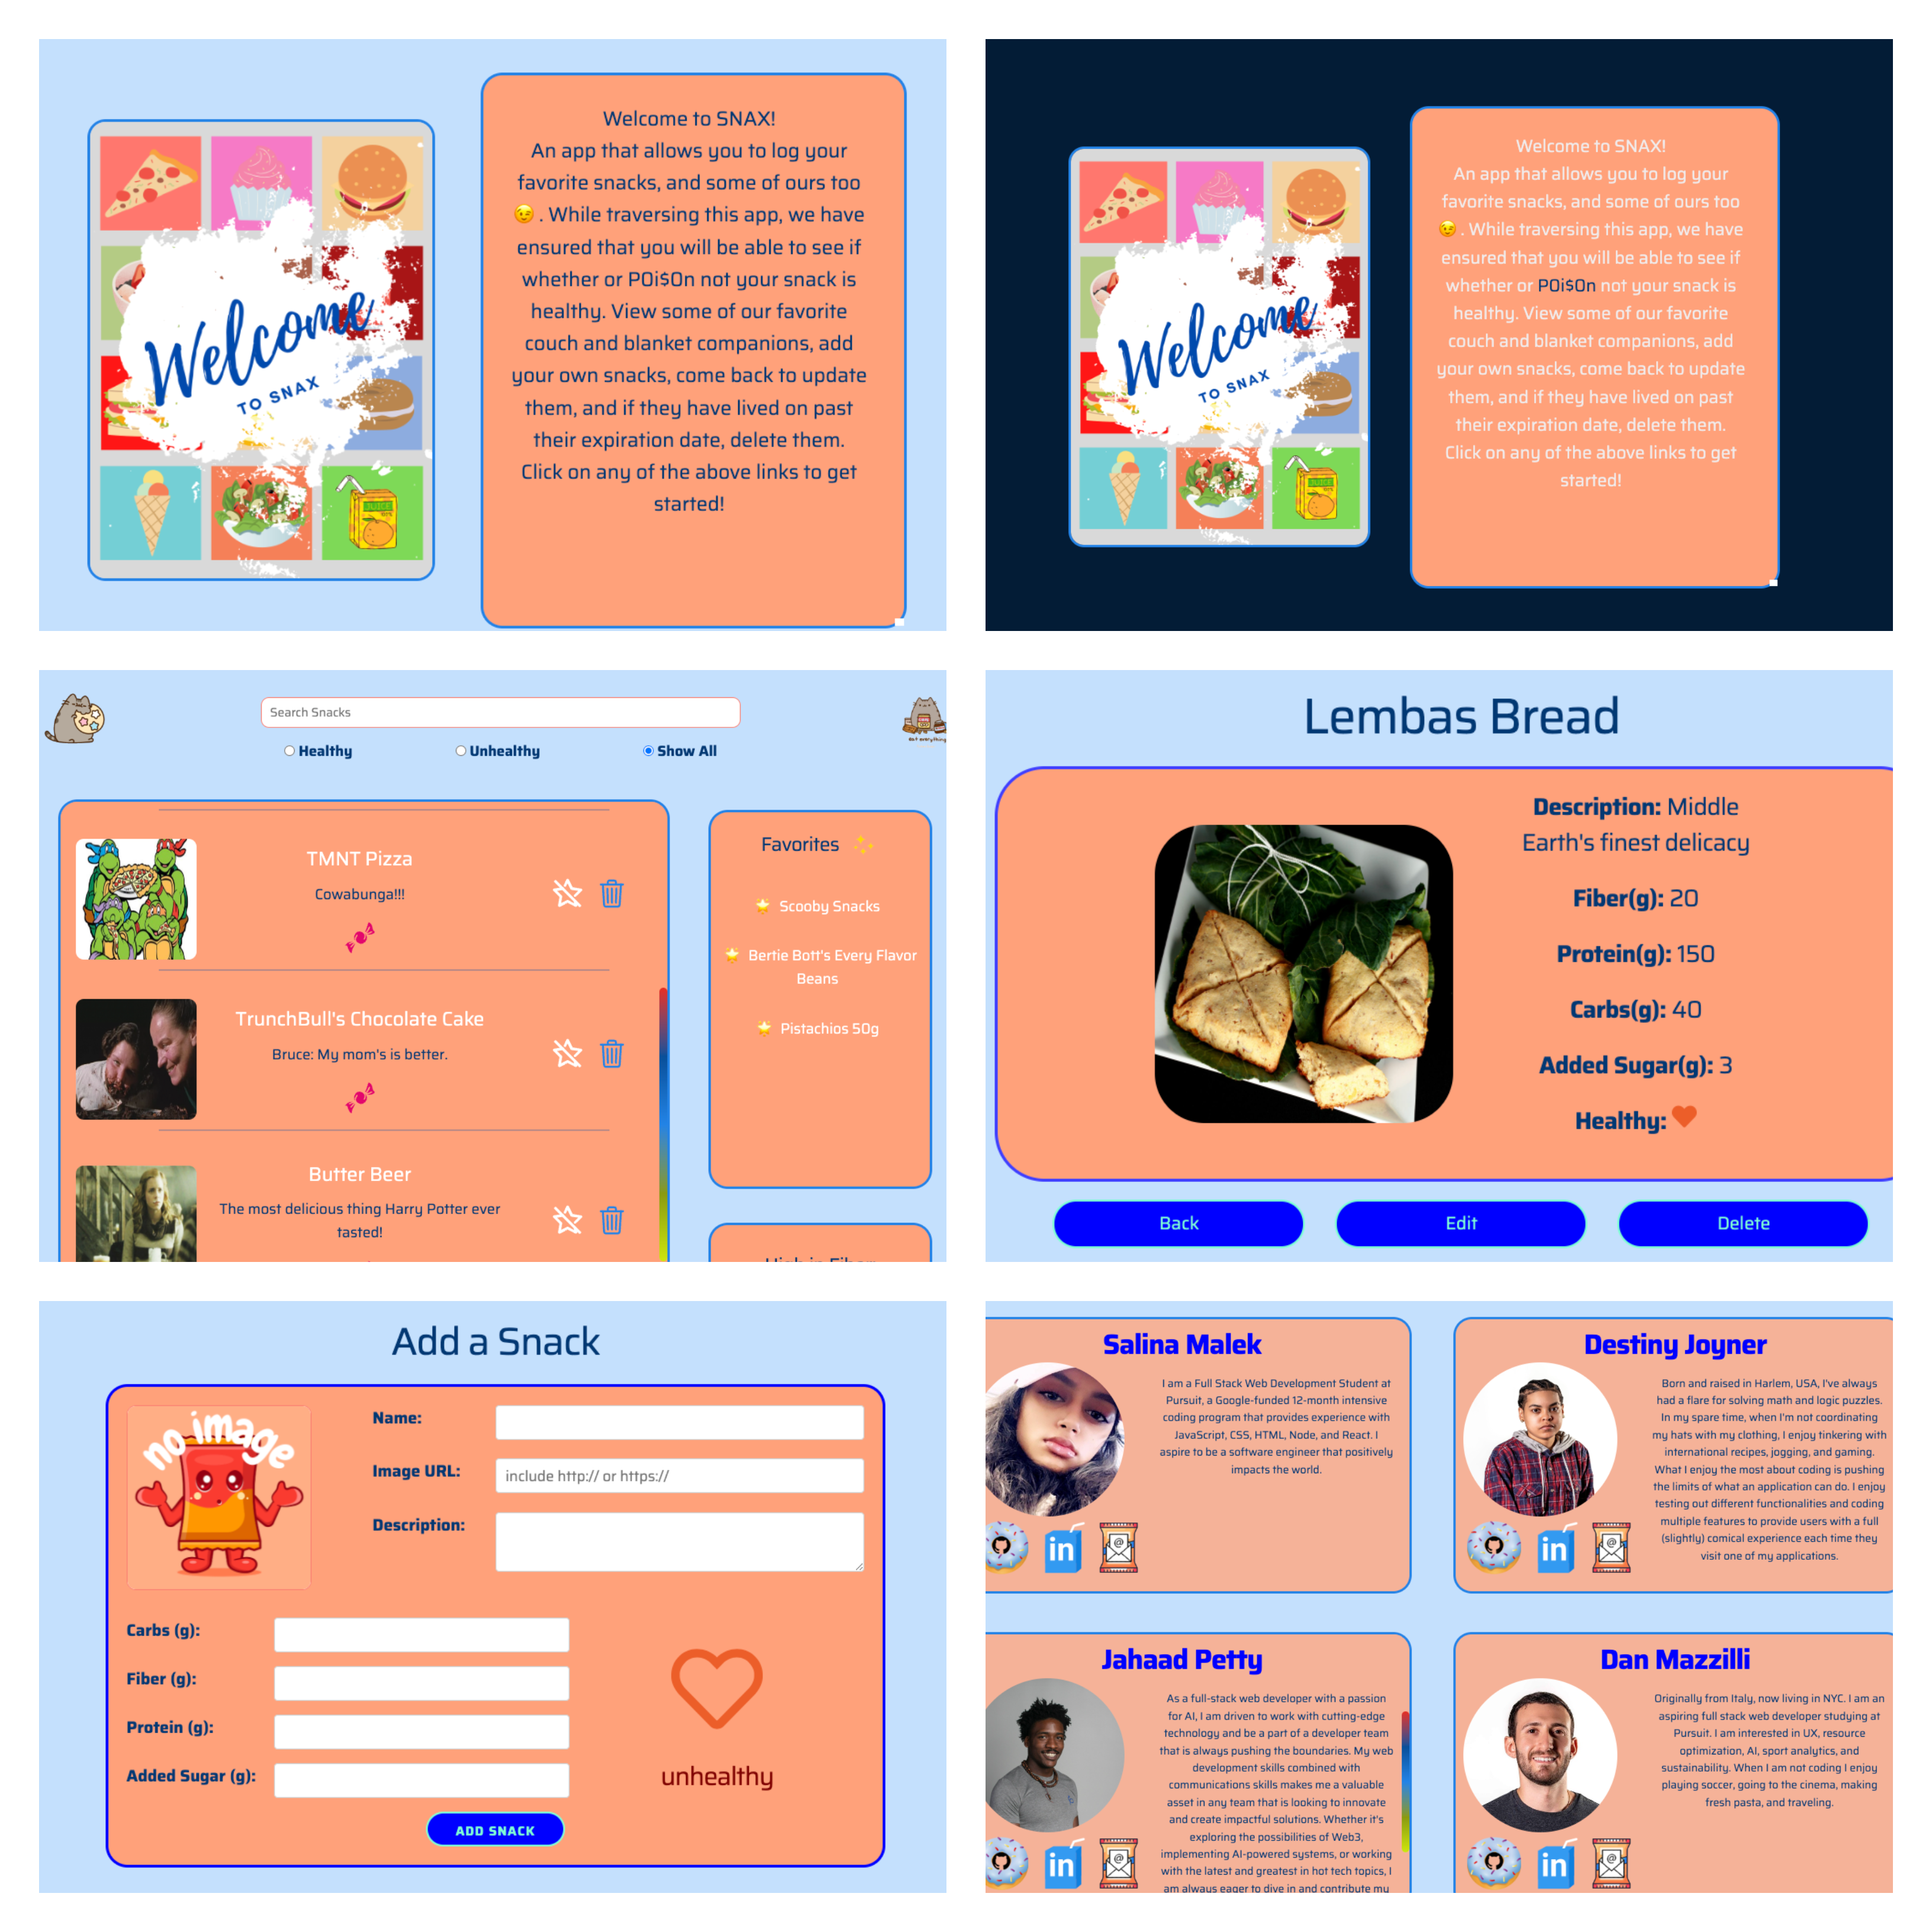 Welcome
TO SNAX
JUICE
Welcome to SNAX!
An app that allows you to log your
favorite snacks, and some of ours too
😉 . While traversing this app, we have
ensured that you will be able to see if
whether or P0i$0n not your snack is
healthy. View some of our favorite
couch and blanket companions, add
your own snacks, come back to update
them, and if they have lived on past
their expiration date, delete them.
Click on any of the above links to get
started!
Welcome
TO SNAX
JUICE
Welcome to SNAX!
An app that allows you to log your
favorite snacks, and some of ours too
😉 . While traversing this app, we have
ensured that you will be able to see if
whether or P0i$0n not your snack is
healthy. View some of our favorite
couch and blanket companions, add
your own snacks, come back to update
them, and if they have lived on past
their expiration date, delete them.
Click on any of the above links to get
started!
Search Snacks
Healthy
Unhealthy
Show All
eat everything
TMNT Pizza
Cowabunga!!!
TrunchBull's Chocolate Cake
Bruce: My mom's is better.
Butter Beer
The most delicious thing Harry Potter ever
tasted!
Favorites
Scooby Snacks
Bertie Bott's Every Flavor
Beans
Pistachios 50g
High in Fiber
Lembas Bread
Description: Middle
Earth's finest delicacy
Fiber(g): 20
Protein(g): 150
Carbs(g): 40
Added Sugar(g): 3
Healthy:
Back
Edit
Delete
Add a Snack
no image
Name:
Image URL:
include http:// or https://
Description:
Carbs (g):
Fiber (g):
Protein (g):
Added Sugar (g):
unhealthy
ADD SNACK
Salina Malek
I am a Full Stack Web Development Student at
Pursuit, a Google-funded 12-month intensive
coding program that provides experience with
JavaScript, CSS, HTML, Node, and React. I
aspire to be a software engineer that positively
impacts the world.
in
@
Destiny Joyner
Born and raised in Harlem, USA, I've always
had a flare for solving math and logic puzzles.
In my spare time, when I'm not coordinating
my hats with my clothing, I enjoy tinkering with
international recipes, jogging, and gaming.
What I enjoy the most about coding is pushing
the limits of what an application can do. I enjoy
testing out different functionalities and coding
multiple features to provide users with a full
(slightly) comical experience each time they
visit one of my applications.
in
@
Jahaad Petty
As a full-stack web developer with a passion
for AI, I am driven to work with cutting-edge
technology and be a part of a developer team
that is always pushing the boundaries. My web
development skills combined with
communications skills makes me a valuable
asset in any team that is looking to innovate
and create impactful solutions. Whether it's
exploring the possibilities of Web3,
implementing AI-powered systems, or working
with the latest and greatest in hot tech topics, I
am always eager to dive in and contribute my
in
@
Dan Mazzilli
Originally from Italy, now living in NYC. I am an
aspiring full stack web developer studying at
Pursuit. I am interested in UX, resource
optimization, AI, sport analytics, and
sustainability. When I am not coding I enjoy
playing soccer, going to the cinema, making
fresh pasta, and traveling.
in
@